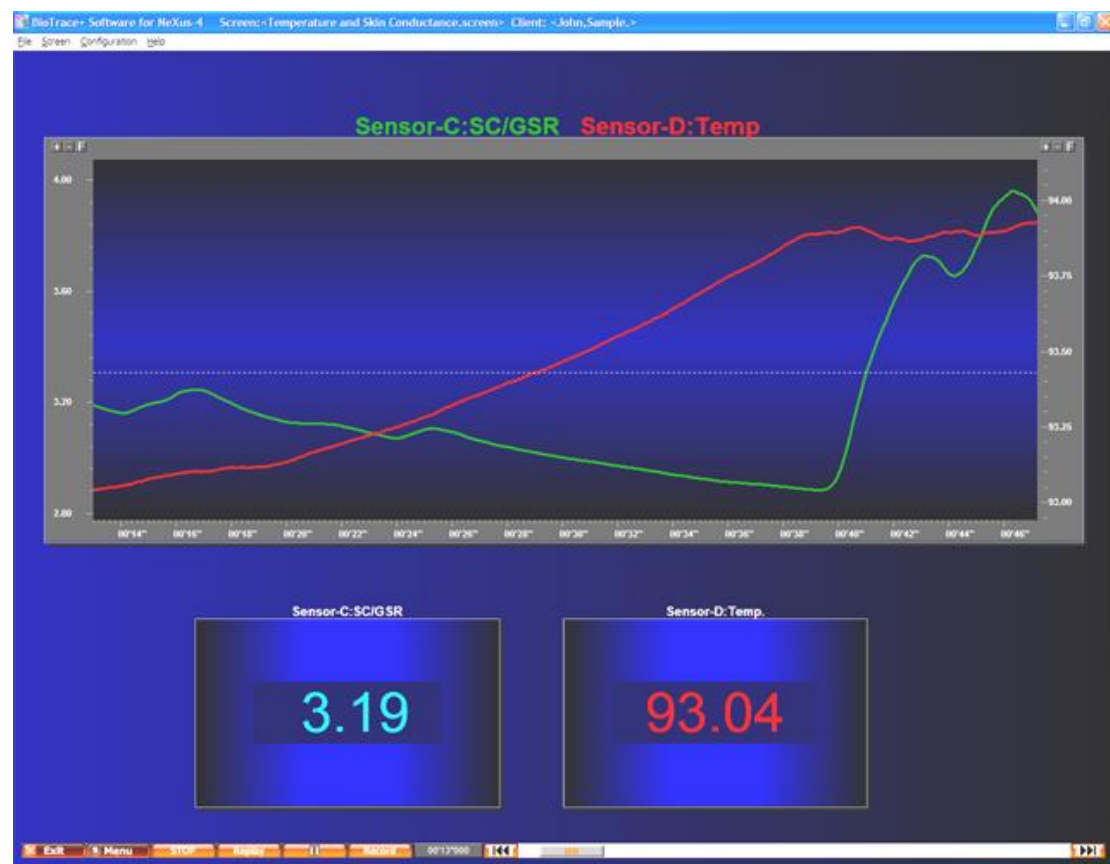 BioTrace+ Software for NeXus-4 Screen:<Temperature and Skin Conductance.screen> Client: <John,Sample.>
File Screen Configuration Help
Sensor-C:SC/GSR Sensor-D:Temp
+ - F + - F
4.00
94.00
93.75
3.60
93.50
3.20
93.25
93.00
2.80
00'14" 00'16" 00'18" 00'20" 00'22" 00'24" 00'26" 00'28" 00'30" 00'32" 00'34" 00'36" 00'38" 00'40" 00'42" 00'44" 00'46"
Sensor-C:SC/GSR Sensor-D:Temp.
3.19 93.04
Exit Menu STOP Replay Record 00'13"000